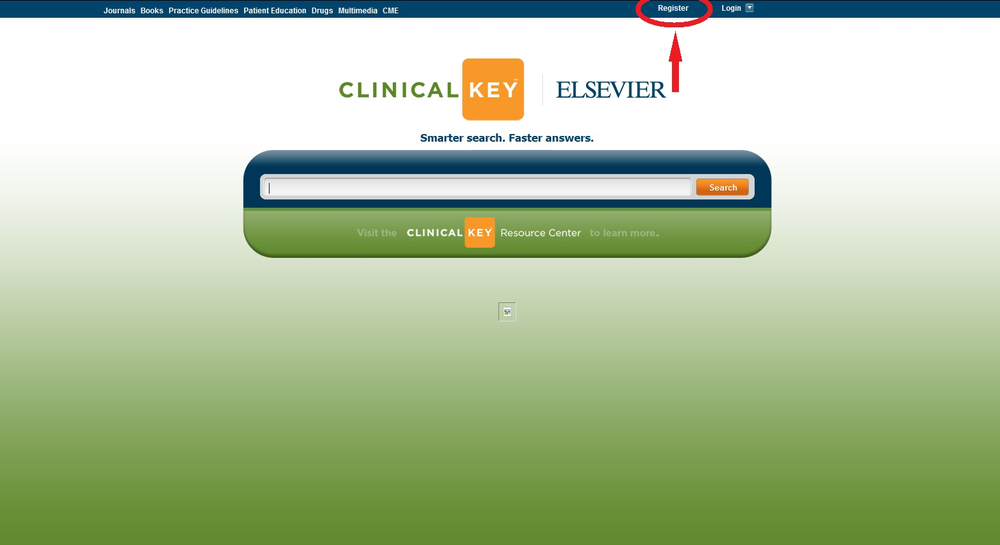 Journals Books Practice Guidelines Patient Education Drugs Multimedia CME Register Login
CLINICAL KEY™ ELSEVIER
Smarter search. Faster answers.
Search
Visit the CLINICAL KEY Resource Center to learn more.